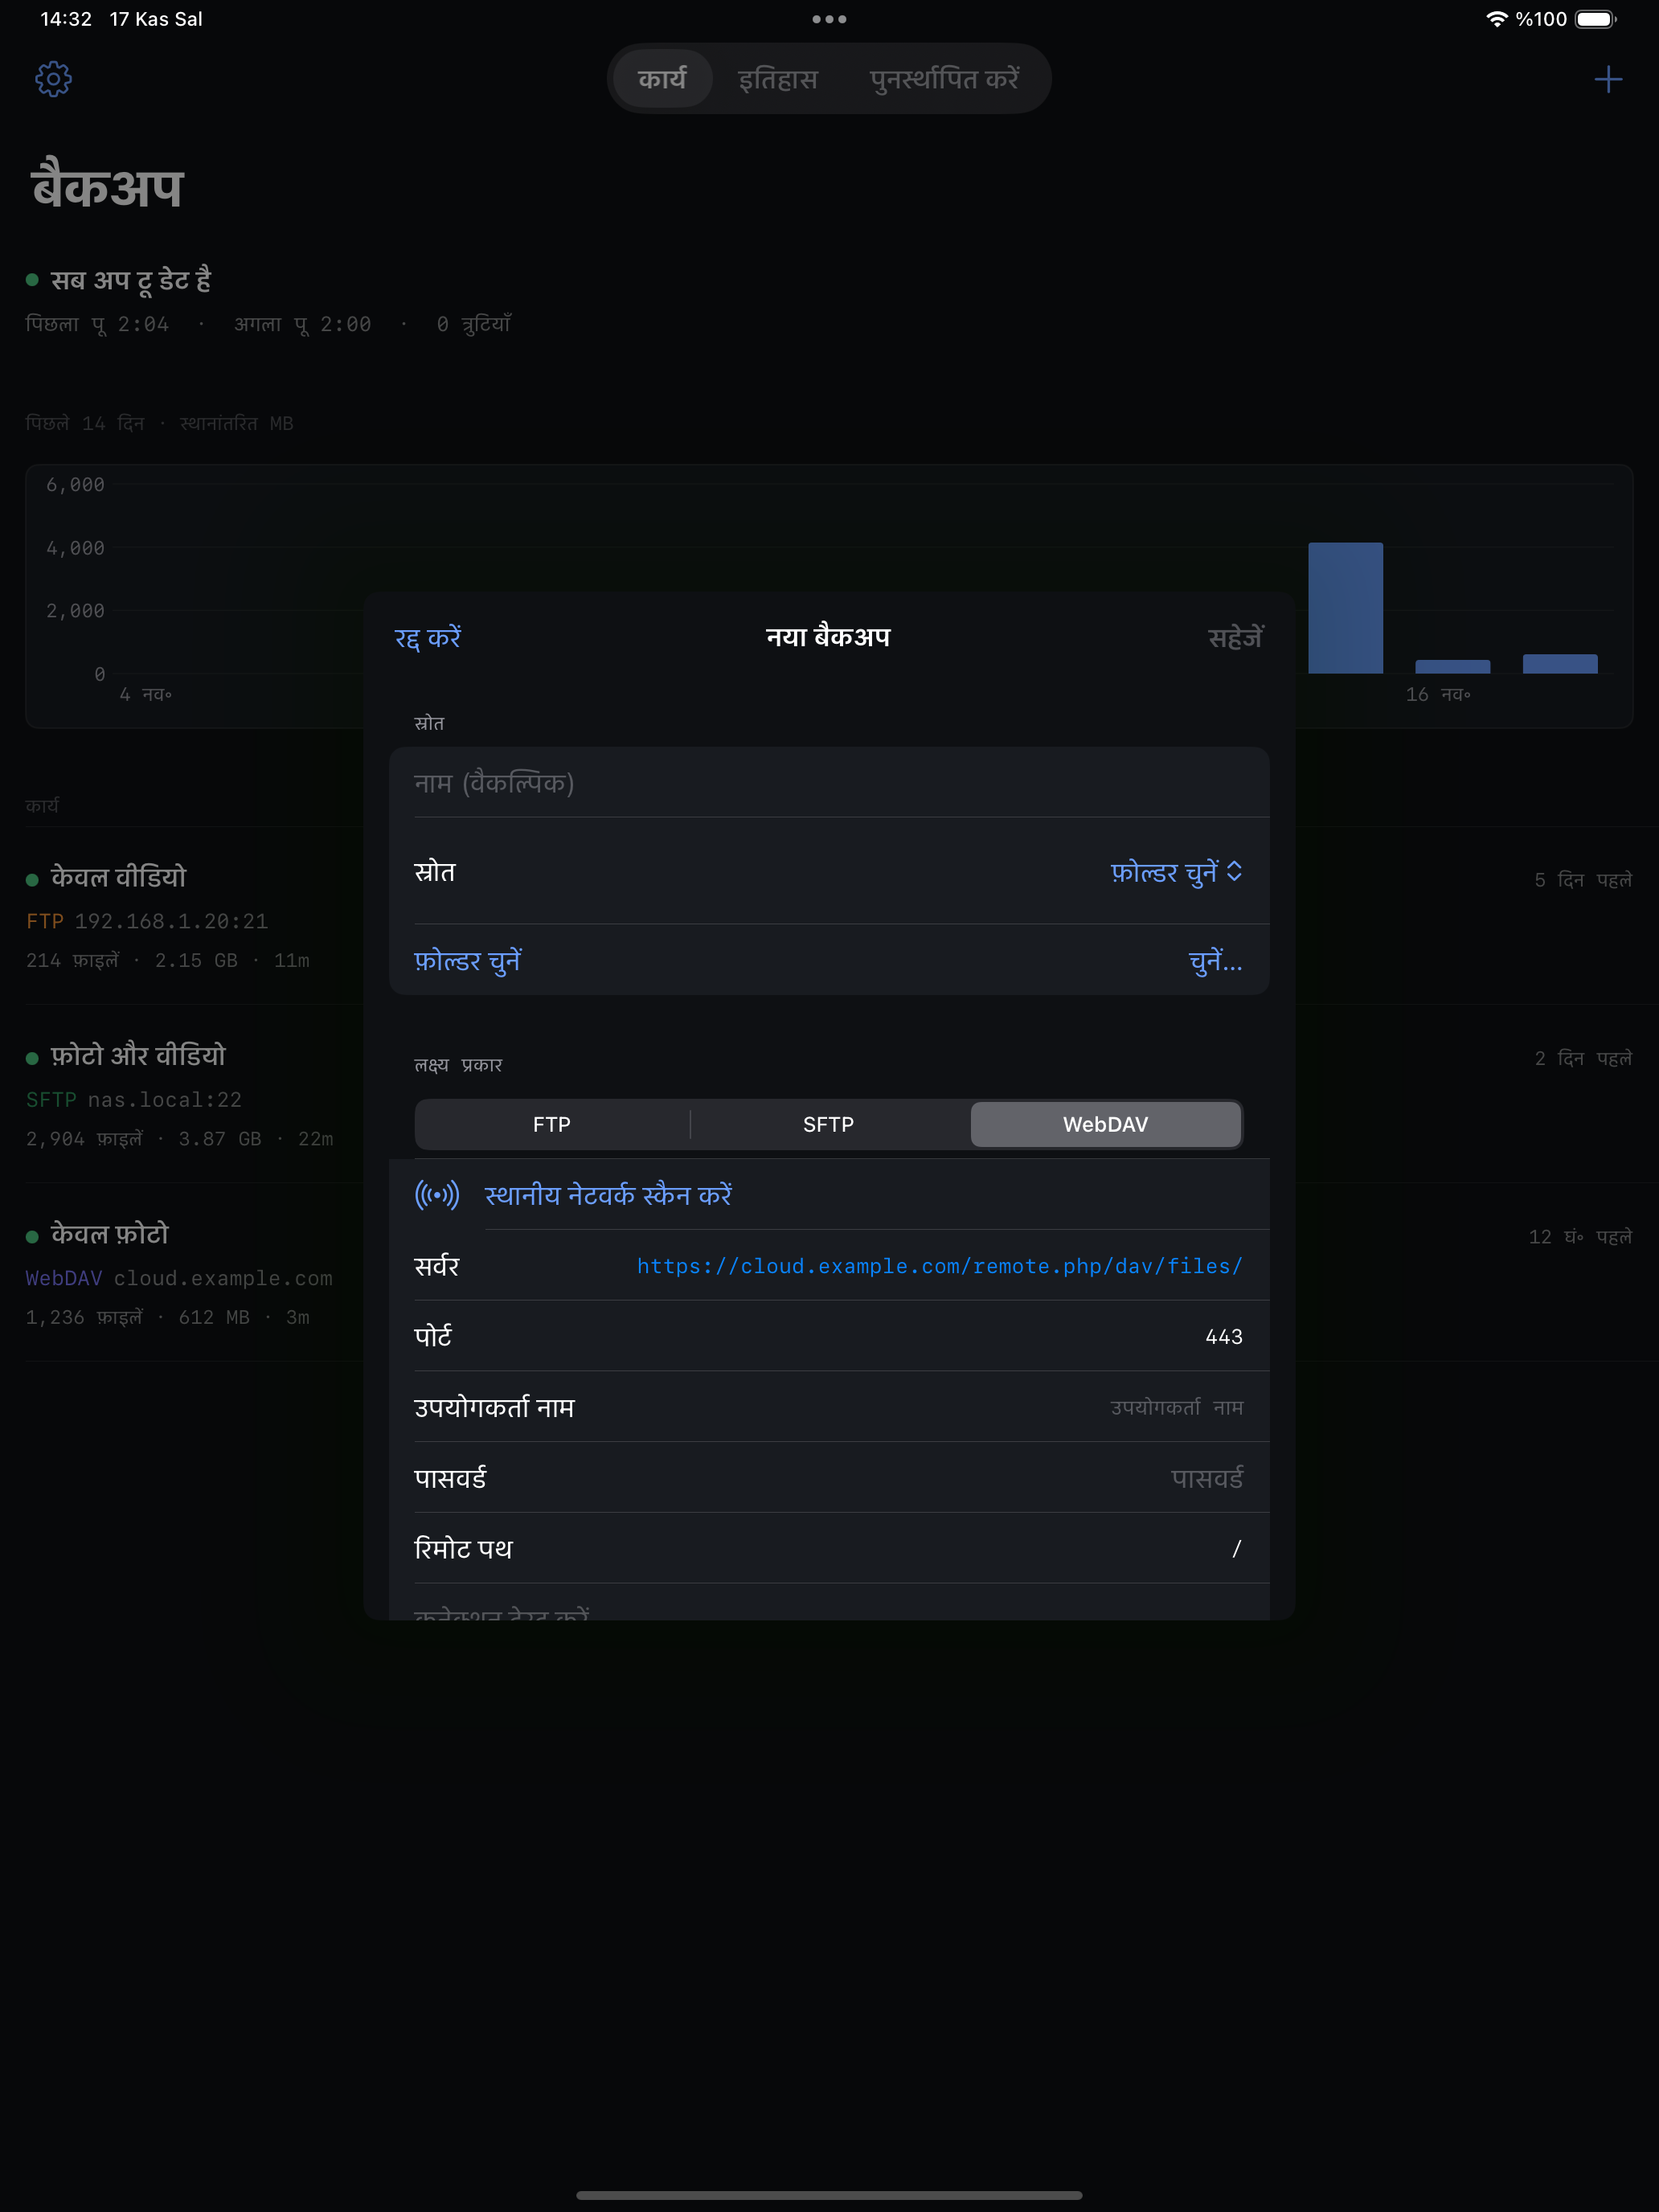 14:32 17 Kas Sal
%100
कार्य इतिहास पुनर्स्थापित करें
बैकअप
सब अप टू डेट है
पिछला पू 2:04 · अगला पू 2:00 · 0 त्रुटियाँ
पिछले 14 दिन · स्थानांतरित MB
6,000
4,000
2,000
0
4 नव॰
16 नव॰
कार्य
केवल वीडियो
5 दिन पहले
FTP 192.168.1.20:21
214 फ़ाइलें · 2.15 GB · 11m
फ़ोटो और वीडियो
2 दिन पहले
SFTP nas.local:22
2,904 फ़ाइलें · 3.87 GB · 22m
केवल फ़ोटो
12 घं॰ पहले
WebDAV cloud.example.com
1,236 फ़ाइलें · 612 MB · 3m
रद्द करें नया बैकअप सहेजें
स्रोत
नाम (वैकल्पिक)
स्रोत फ़ोल्डर चुनें
फ़ोल्डर चुनें चुनें…
लक्ष्य प्रकार
FTP SFTP WebDAV
स्थानीय नेटवर्क स्कैन करें
सर्वर https://cloud.example.com/remote.php/dav/files/
पोर्ट 443
उपयोगकर्ता नाम उपयोगकर्ता नाम
पासवर्ड पासवर्ड
रिमोट पथ /
कनेक्शन टेस्ट करें